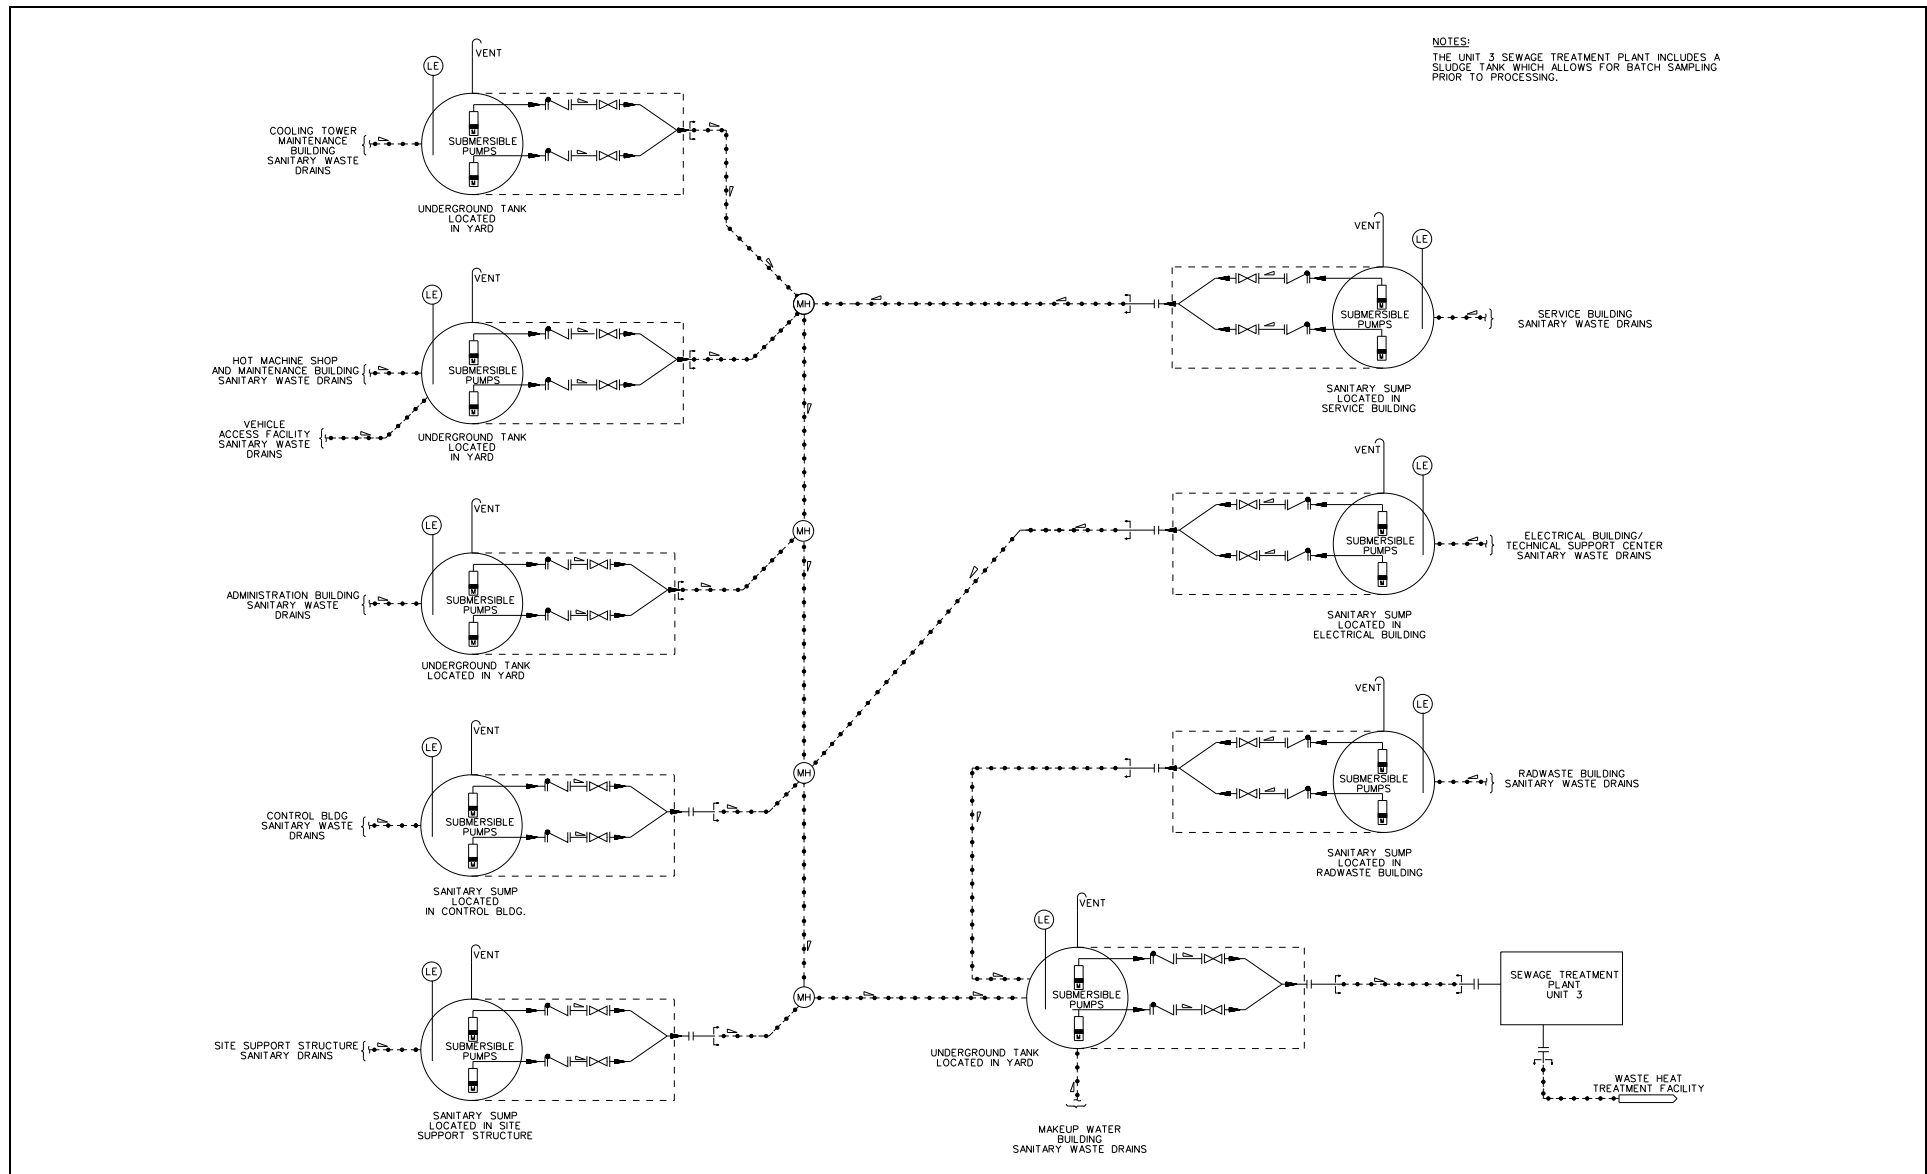 NOTES:
THE UNIT 3 SEWAGE TREATMENT PLANT INCLUDES A
SLUDGE TANK WHICH ALLOWS FOR BATCH SAMPLING
PRIOR TO PROCESSING.
VENT
LE
COOLING TOWER
MAINTENANCE
BUILDING
SANITARY WASTE
DRAINS
SUBMERSIBLE
PUMPS
M
M
UNDERGROUND TANK
LOCATED
IN YARD
VENT
LE
HOT MACHINE SHOP
AND MAINTENANCE BUILDING
SANITARY WASTE DRAINS
SUBMERSIBLE
PUMPS
M
M
VEHICLE
ACCESS FACILITY
SANITARY WASTE
DRAINS
UNDERGROUND TANK
LOCATED
IN YARD
MH
VENT
LE
SUBMERSIBLE
PUMPS
M
M
SERVICE BUILDING
SANITARY WASTE DRAINS
SANITARY SUMP
LOCATED IN
SERVICE BUILDING
VENT
LE
ADMINISTRATION BUILDING
SANITARY WASTE
DRAINS
SUBMERSIBLE
PUMPS
M
M
UNDERGROUND TANK
LOCATED IN YARD
MH
VENT
LE
SUBMERSIBLE
PUMPS
M
M
ELECTRICAL BUILDING/
TECHNICAL SUPPORT CENTER
SANITARY WASTE DRAINS
SANITARY SUMP
LOCATED IN
ELECTRICAL BUILDING
VENT
LE
CONTROL BLDG
SANITARY WASTE
DRAINS
SUBMERSIBLE
PUMPS
M
M
SANITARY SUMP
LOCATED
IN CONTROL BLDG.
MH
VENT
LE
SUBMERSIBLE
PUMPS
M
M
RADWASTE BUILDING
SANITARY WASTE DRAINS
SANITARY SUMP
LOCATED IN
RADWASTE BUILDING
VENT
LE
SITE SUPPORT STRUCTURE
SANITARY DRAINS
SUBMERSIBLE
PUMPS
M
M
SANITARY SUMP
LOCATED IN SITE
SUPPORT STRUCTURE
MH
VENT
LE
SUBMERSIBLE
PUMPS
M
M
UNDERGROUND TANK
LOCATED IN YARD
MAKEUP WATER
BUILDING
SANITARY WASTE DRAINS
SEWAGE TREATMENT
PLANT
UNIT 3
WASTE HEAT
TREATMENT FACILITY